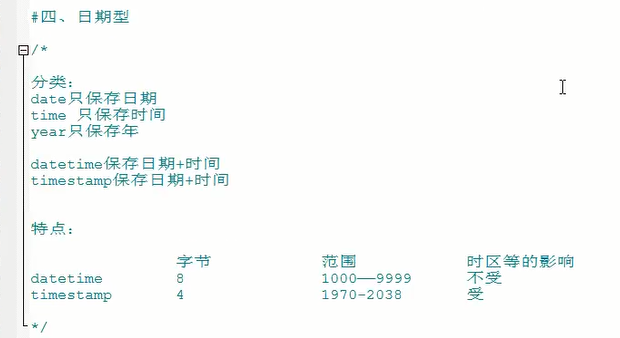 #四、日期型
/*
分类:
date只保存日期
time 只保存时间
year只保存年
datetime保存日期+时间
timestamp保存日期+时间
特点:
字节 范围 时区等的影响
datetime 8 1000——9999 不受
timestamp 4 1970-2038 受
*/